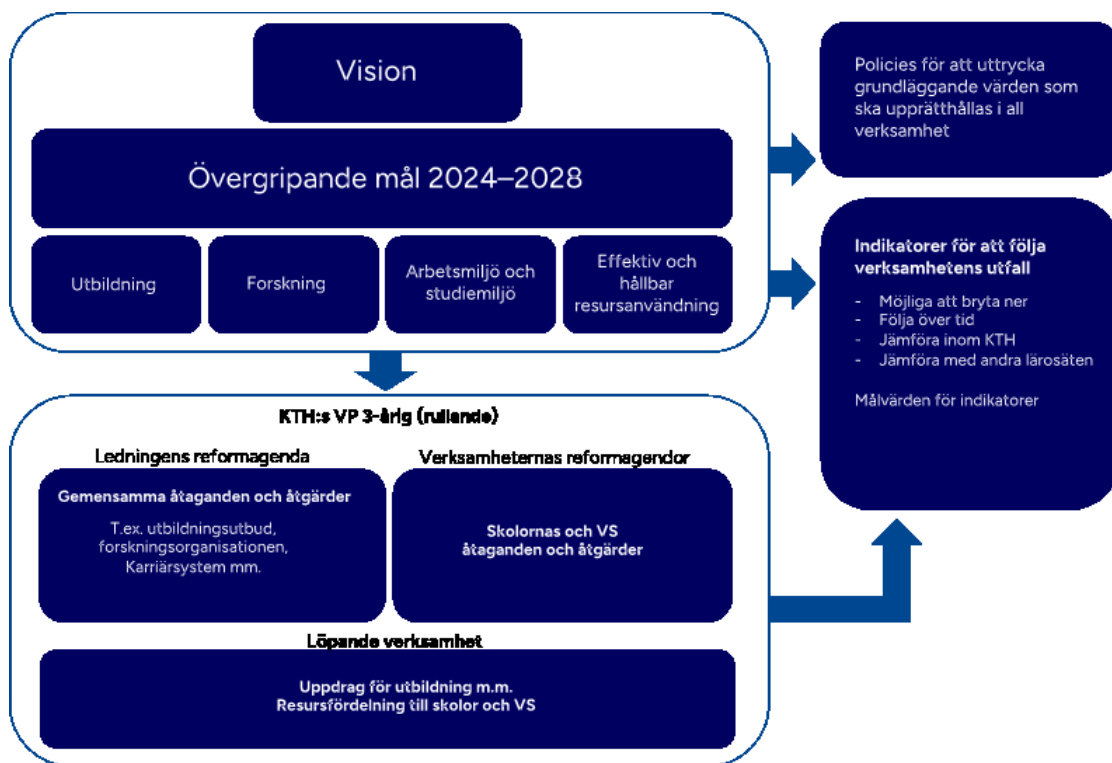 Vision
Övergripande mål 2024–2028
Utbildning
Forskning
Arbetsmiljö och
studiemiljö
Effektiv och
hållbar
resursanvändning
Policies för att uttrycka
grundläggande värden som
ska upprätthållas i all
verksamhet
Indikatorer för att följa
verksamhetens utfall
- Möjliga att bryta ner
- Följa över tid
- Jämföra inom KTH
- Jämföra med andra lärosäten
Målvärden för indikatorer
KTH:s VP 3-årig (rullande)
Ledningens reformagenda
Gemensamma åtaganden och åtgärder
T.ex. utbildningsutbud,
forskningsorganisationen,
Karriärsystem mm.
Verksamheternas reformagendor
Skolornas och VS
åtaganden och åtgärder
Löpande verksamhet
Uppdrag för utbildning m.m.
Resursfördelning till skolor och VS